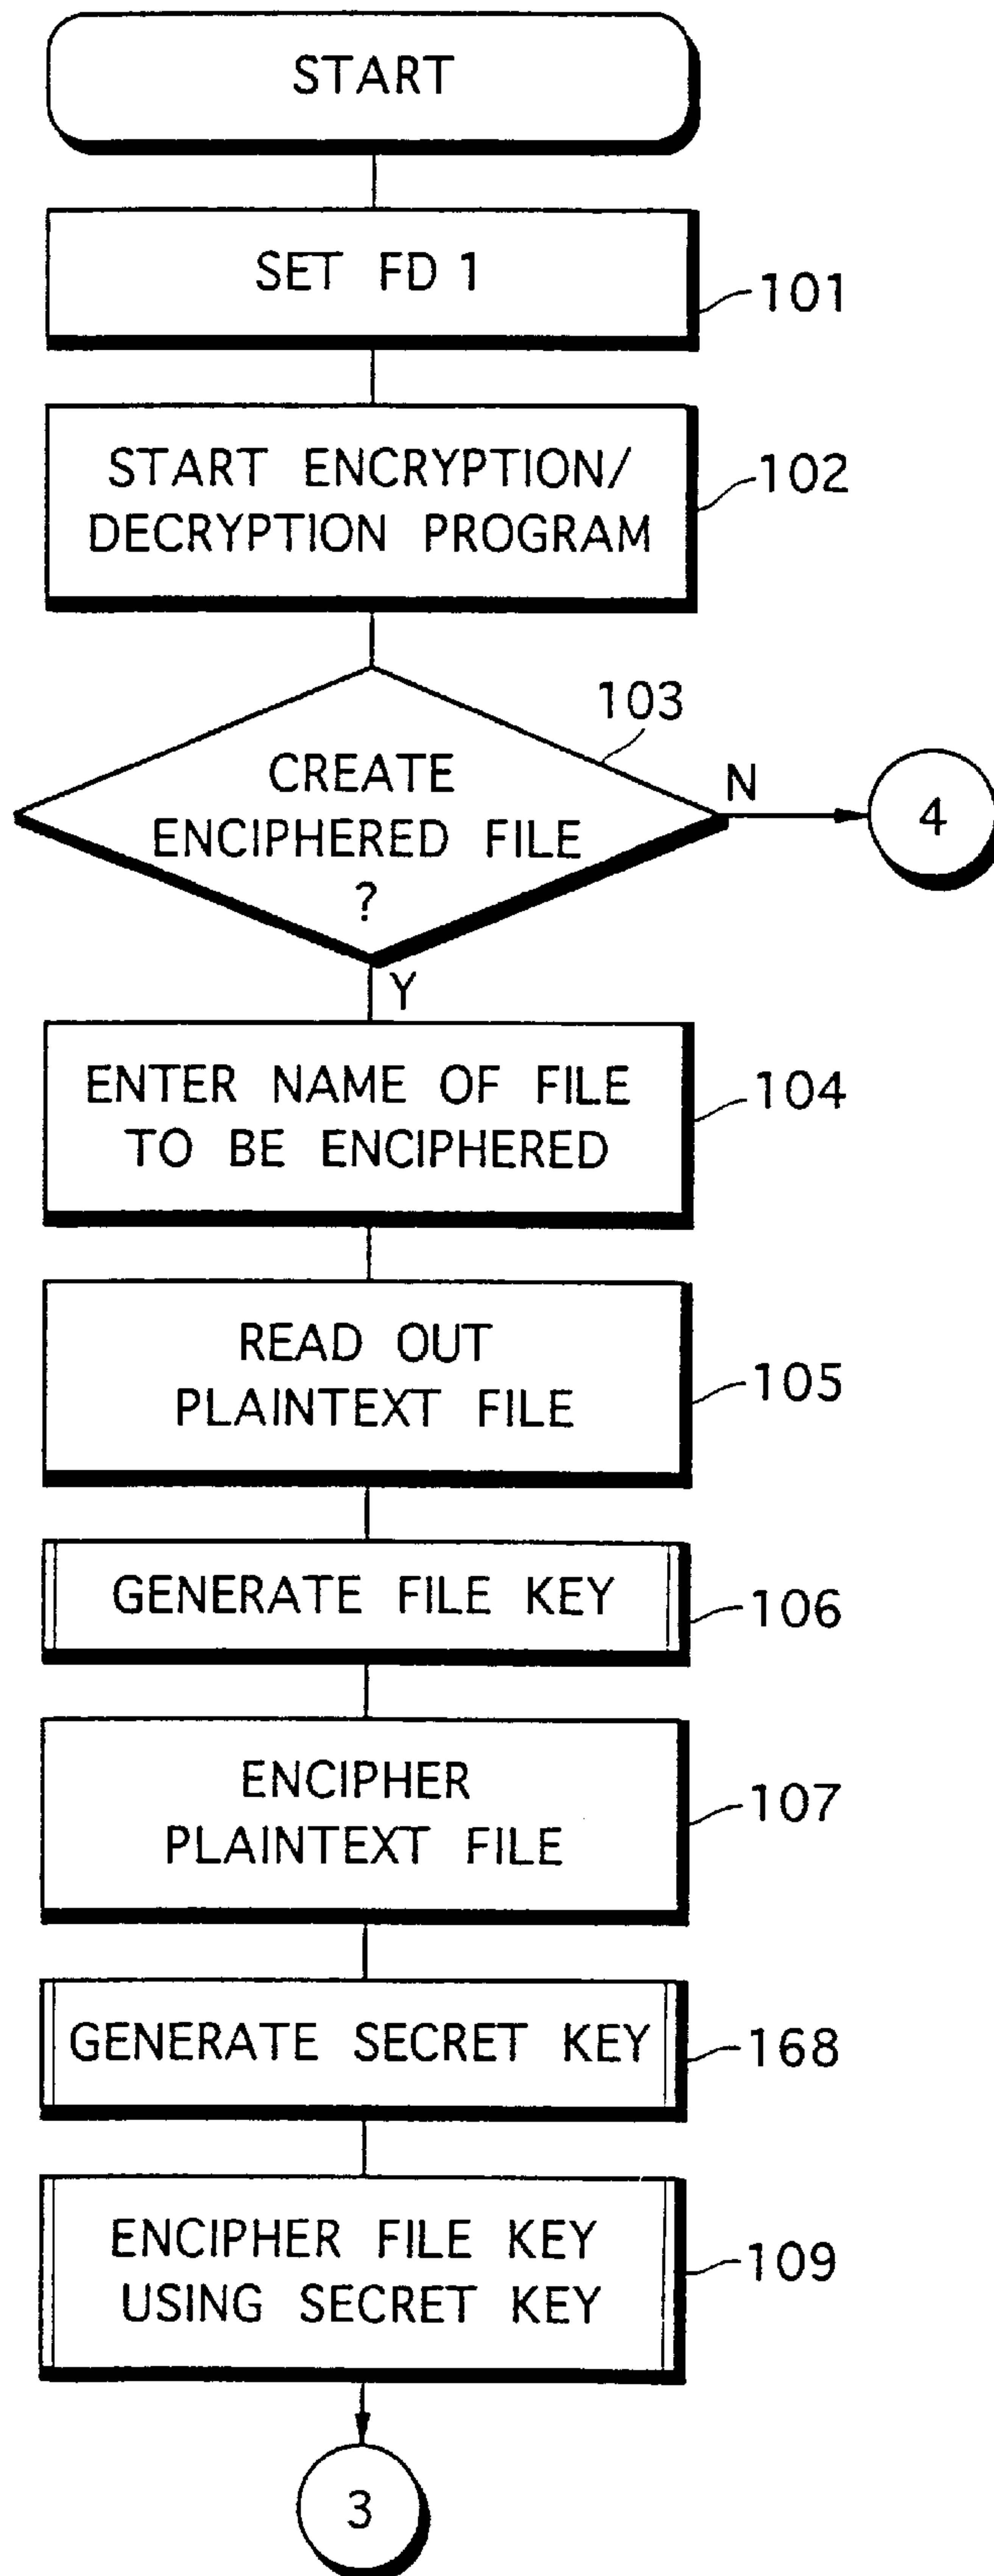 START
SET FD 1
101
START ENCRYPTION/
DECRYPTION PROGRAM
102
103
CREATE
ENCIPHERED FILE
?
N
4
Y
ENTER NAME OF FILE
TO BE ENCIPHERED
104
READ OUT
PLAINTEXT FILE
105
GENERATE FILE KEY
106
ENCIPHER
PLAINTEXT FILE
107
GENERATE SECRET KEY
168
ENCIPHER FILE KEY
USING SECRET KEY
109
3